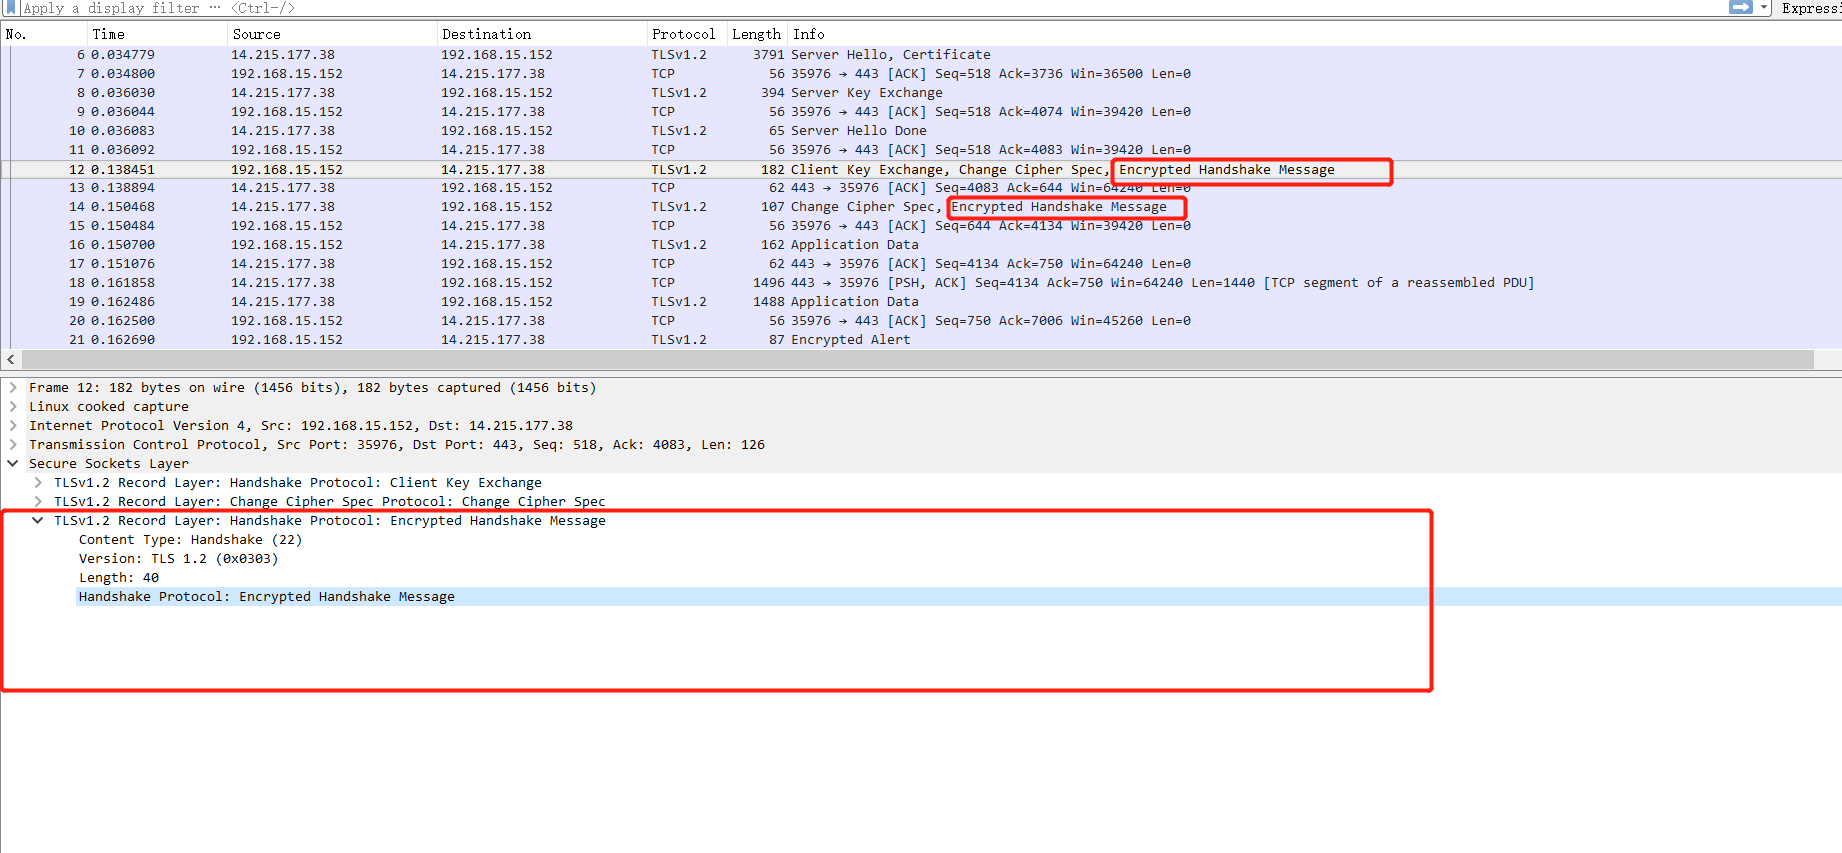 Apply a display filter ⋯ <Ctrl-/> Expressi
No. Time Source Destination Protocol Length Info
6 0.034779 14.215.177.38 192.168.15.152 TLSv1.2 3791 Server Hello, Certificate
7 0.034800 192.168.15.152 14.215.177.38 TCP 56 35976 → 443 [ACK] Seq=518 Ack=3736 Win=36500 Len=0
8 0.036030 14.215.177.38 192.168.15.152 TLSv1.2 394 Server Key Exchange
9 0.036044 192.168.15.152 14.215.177.38 TCP 56 35976 → 443 [ACK] Seq=518 Ack=4074 Win=39420 Len=0
10 0.036083 14.215.177.38 192.168.15.152 TLSv1.2 65 Server Hello Done
11 0.036092 192.168.15.152 14.215.177.38 TCP 56 35976 → 443 [ACK] Seq=518 Ack=4083 Win=39420 Len=0
12 0.138451 192.168.15.152 14.215.177.38 TLSv1.2 182 Client Key Exchange, Change Cipher Spec, Encrypted Handshake Message
13 0.138894 14.215.177.38 192.168.15.152 TCP 62 443 → 35976 [ACK] Seq=4083 Ack=644 Win=64240 Len=0
14 0.150468 14.215.177.38 192.168.15.152 TLSv1.2 107 Change Cipher Spec, Encrypted Handshake Message
15 0.150484 192.168.15.152 14.215.177.38 TCP 56 35976 → 443 [ACK] Seq=644 Ack=4134 Win=39420 Len=0
16 0.150700 192.168.15.152 14.215.177.38 TLSv1.2 162 Application Data
17 0.151076 14.215.177.38 192.168.15.152 TCP 62 443 → 35976 [ACK] Seq=4134 Ack=750 Win=64240 Len=0
18 0.161858 14.215.177.38 192.168.15.152 TCP 1496 443 → 35976 [PSH, ACK] Seq=4134 Ack=750 Win=64240 Len=1440 [TCP segment of a reassembled PDU]
19 0.162486 14.215.177.38 192.168.15.152 TLSv1.2 1488 Application Data
20 0.162500 192.168.15.152 14.215.177.38 TCP 56 35976 → 443 [ACK] Seq=750 Ack=7006 Win=45260 Len=0
21 0.162690 192.168.15.152 14.215.177.38 TLSv1.2 87 Encrypted Alert
Frame 12: 182 bytes on wire (1456 bits), 182 bytes captured (1456 bits)
Linux cooked capture
Internet Protocol Version 4, Src: 192.168.15.152, Dst: 14.215.177.38
Transmission Control Protocol, Src Port: 35976, Dst Port: 443, Seq: 518, Ack: 4083, Len: 126
Secure Sockets Layer
TLSv1.2 Record Layer: Handshake Protocol: Client Key Exchange
TLSv1.2 Record Layer: Change Cipher Spec Protocol: Change Cipher Spec
TLSv1.2 Record Layer: Handshake Protocol: Encrypted Handshake Message
Content Type: Handshake (22)
Version: TLS 1.2 (0x0303)
Length: 40
Handshake Protocol: Encrypted Handshake Message